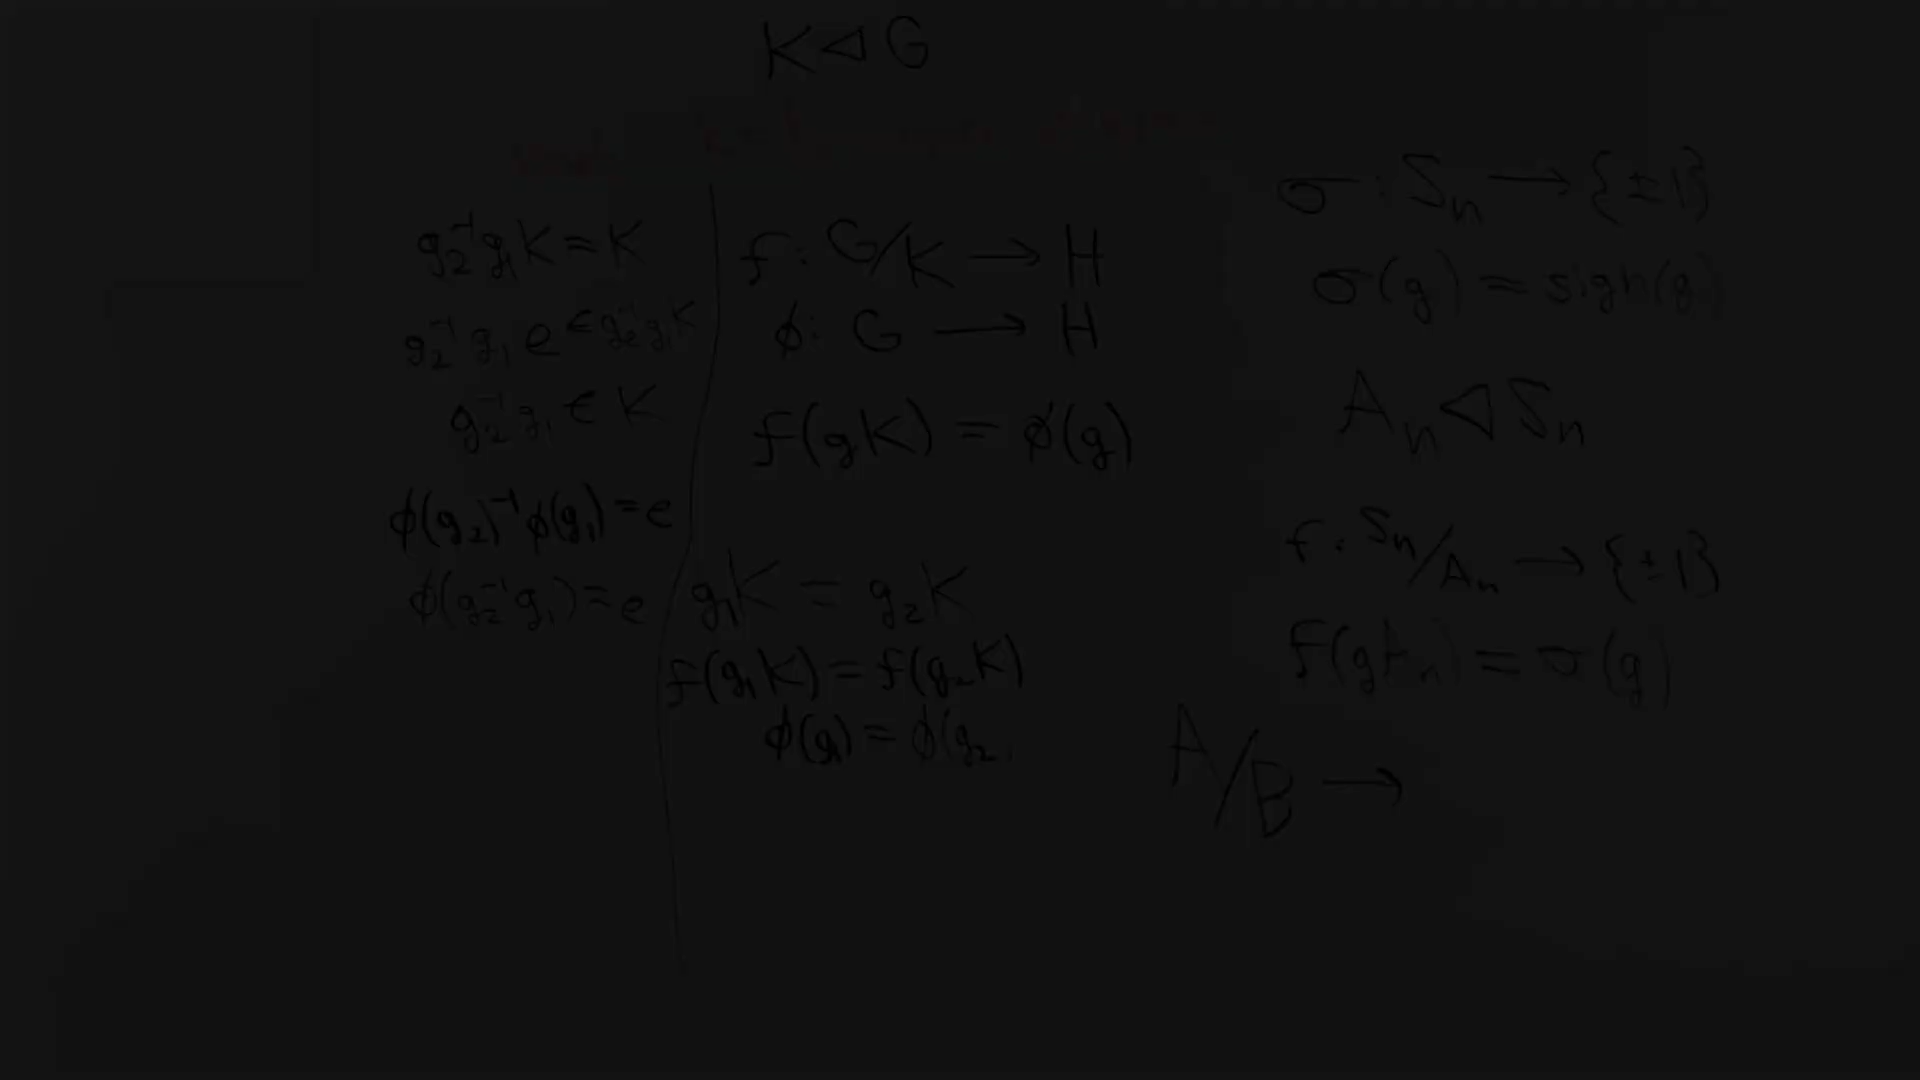 K ◁ G
g₂⁻¹g₁K = K
g₂⁻¹g₁e ∈ g₂⁻¹g₁K
g₂⁻¹g₁ ∈ K
ϕ(g₂)⁻¹ϕ(g₁) = e
ϕ(g₂⁻¹g₁) = e
f: G/K → H
ϕ: G → H
f(gK) = ϕ(g)
g₁K = g₂K
f(g₁K) = f(g₂K)
ϕ(g₁) = ϕ(g₂
σ: Sₙ → {±1}
σ(g) = sign(g)
Aₙ ◁ Sₙ
f: Sₙ/Aₙ → {±1}
f(gAₙ) = σ(g)
A/B →